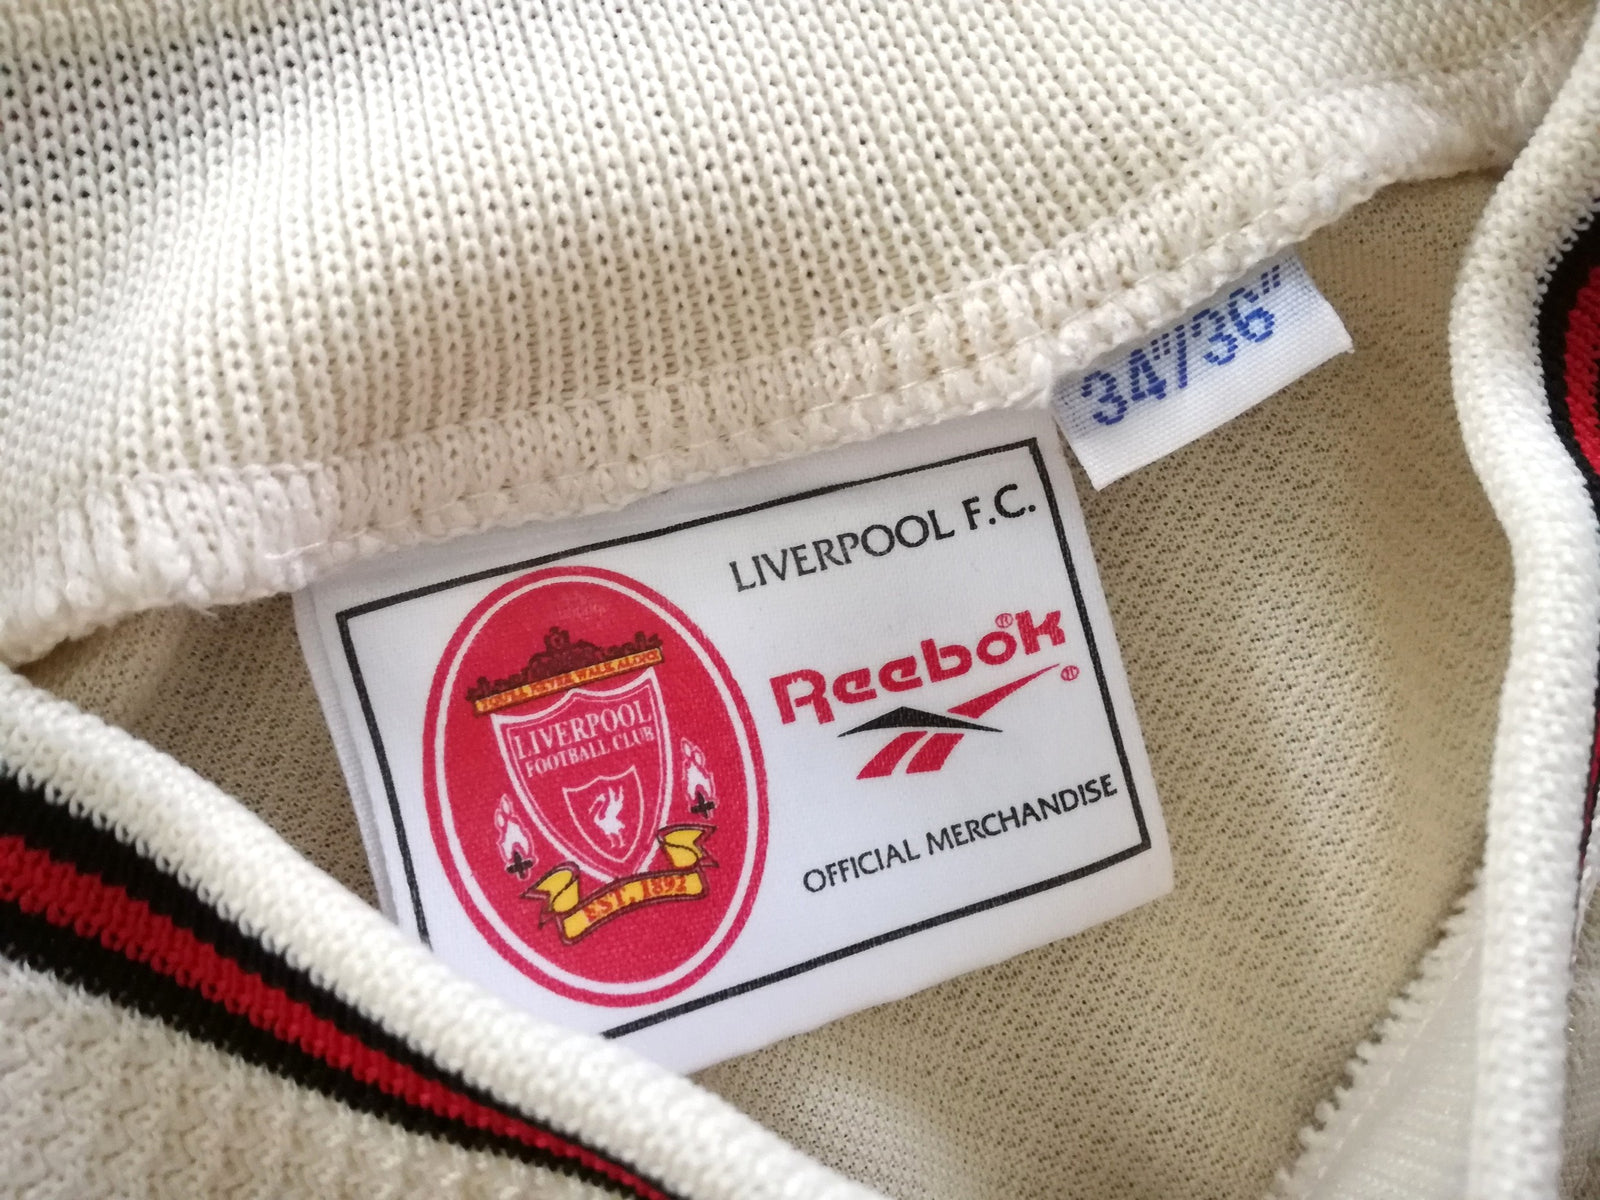 34"/36"
LIVERPOOL F.C.
Reebok®
®
OFFICIAL MERCHANDISE
YOU'LL NEVER WALK ALONE
LIVERPOOL
FOOTBALL CLUB
EST. 1892